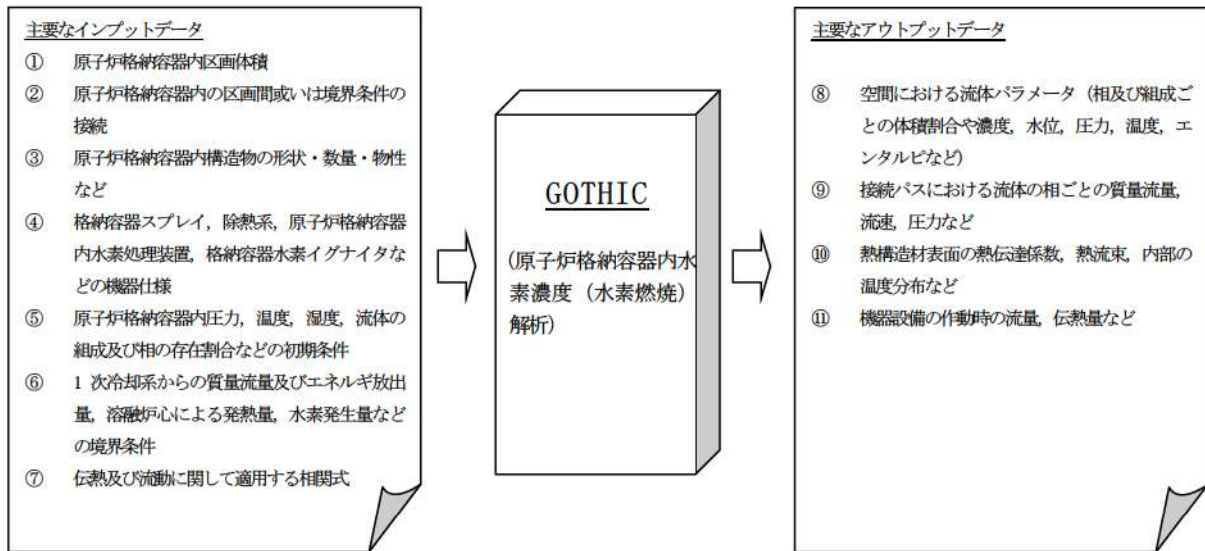 主要なインプットデータ
① 原子炉格納容器内区画体積
② 原子炉格納容器内の区画間或いは境界条件の
接続
③ 原子炉格納容器内構造物の形状・数量・物性
など
④ 格納容器スプレイ，除熱系，原子炉格納容器
内水素処理装置，格納容器水素イグナイタな
どの機器仕様
⑤ 原子炉格納容器内圧力，温度，湿度，流体の
組成及び相の存在割合などの初期条件
⑥ 1 次冷却系からの質量流量及びエネルギ放出
量，溶融炉心による発熱量，水素発生量など
の境界条件
⑦ 伝熱及び流動に関して適用する相関式
GOTHIC
(原子炉格納容器内水
素濃度（水素燃焼）
解析)
主要なアウトプットデータ
⑧ 空間における流体パラメータ（相及び組成ご
との体積割合や濃度，水位，圧力，温度，エ
ンタルピなど）
⑨ 接続パスにおける流体の相ごとの質量流量，
流速，圧力など
⑩ 熱構造材表面の熱伝達係数，熱流束，内部の
温度分布など
⑪ 機器設備の作動時の流量，伝熱量など